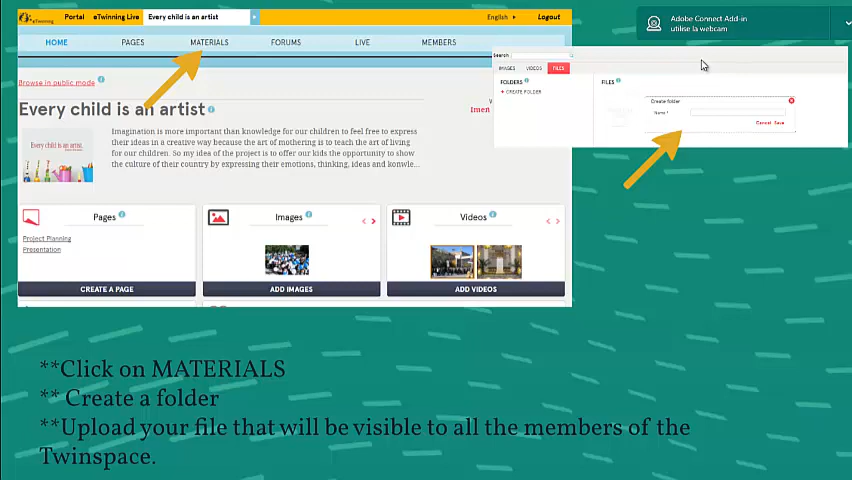 eTwinning
Portal eTwinning Live Every child is an artist English Logout
HOME PAGES MATERIALS FORUMS LIVE MEMBERS
Browse in public mode
Every child is an artist
Imen
Every child is an artist.
Imagination is more important than knowledge for our children to feel free to express
their ideas in a creative way because the art of mothering is to teach the art of living
for our children. So my idea of the project is to offer our kids the opportunity to show
the culture of their country by expressing their emotions, thinking, ideas and konwle...
Pages
Project Planning
Presentation
CREATE A PAGE
Images
ADD IMAGES
Videos
ADD VIDEOS
Adobe Connect Add-in
utilise la webcam
Search
IMAGES VIDEOS FILES
FOLDERS
+ CREATE FOLDER
FILES
Create folder
Name *
Cancel Save
**Click on MATERIALS
** Create a folder
**Upload your file that will be visible to all the members of the
Twinspace.